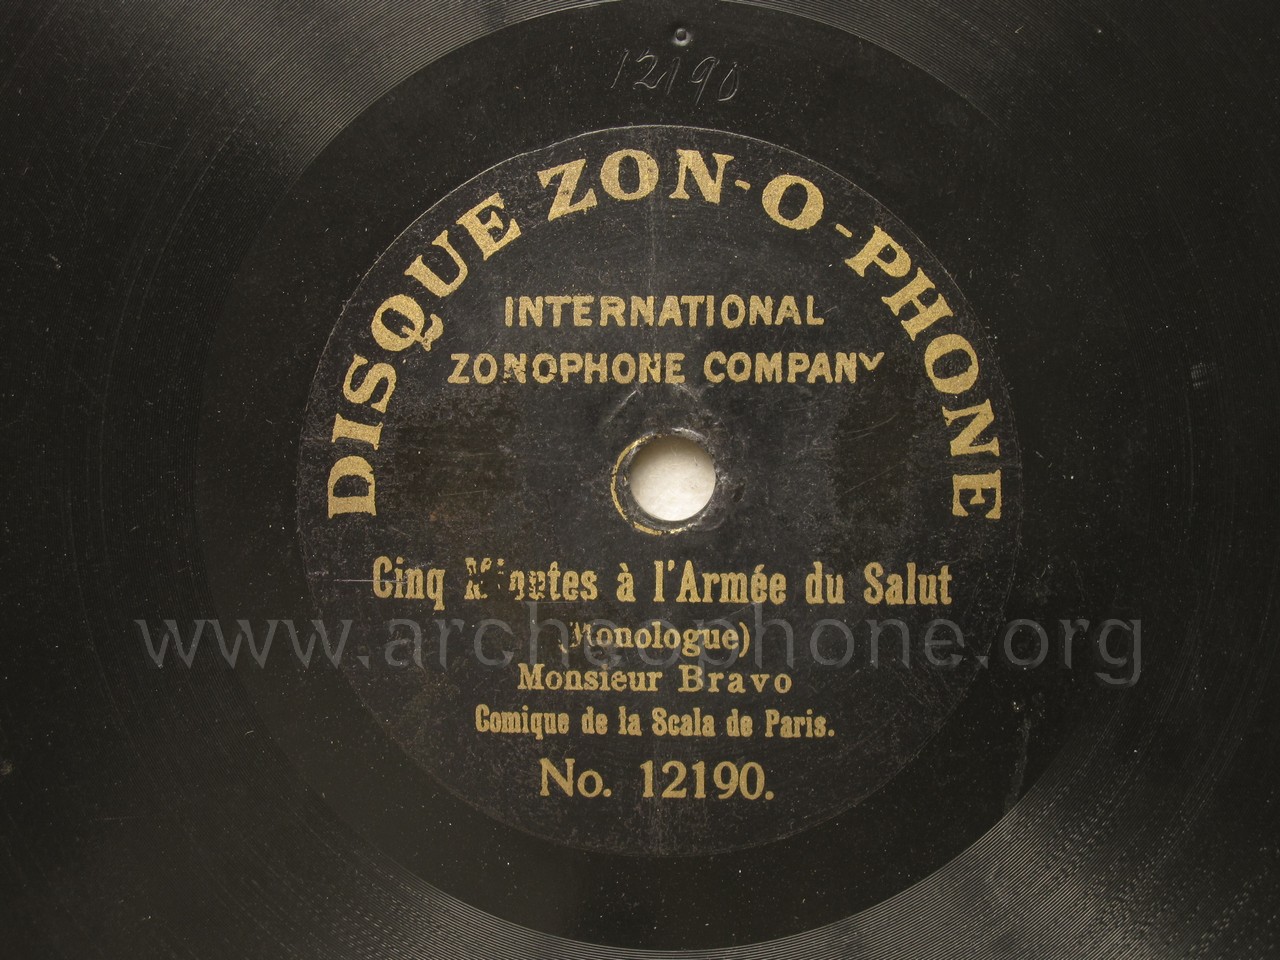 12190
DISQUE ZON-O-PHONE
INTERNATIONAL
ZONOPHONE COMPANY
Cinq Minutes à l'Armée du Salut
(Monologue)
www.archeophone.org
Monsieur Bravo
Comique de la Scala de Paris.
No. 12190.